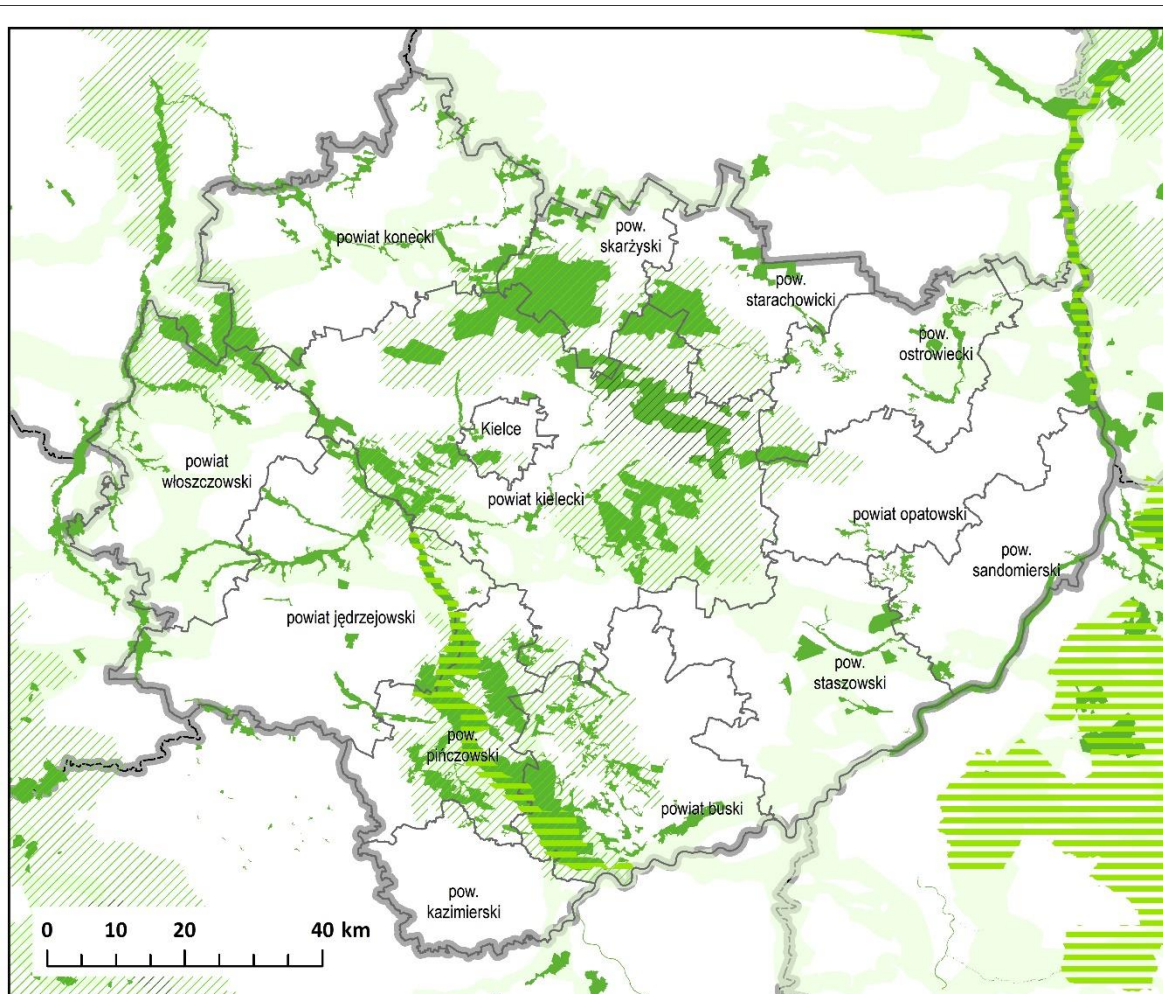 powiat konecki
pow.
skarżyski
pow.
starachowicki
pow.
ostrowiecki
Kielce
powiat
włoszczowski
powiat kielecki
powiat opatowski
pow.
sandomierski
powiat jędrzejowski
pow.
staszowski
pow.
pińczowski
powiat buski
pow.
kazimierski
0 10 20 40 km